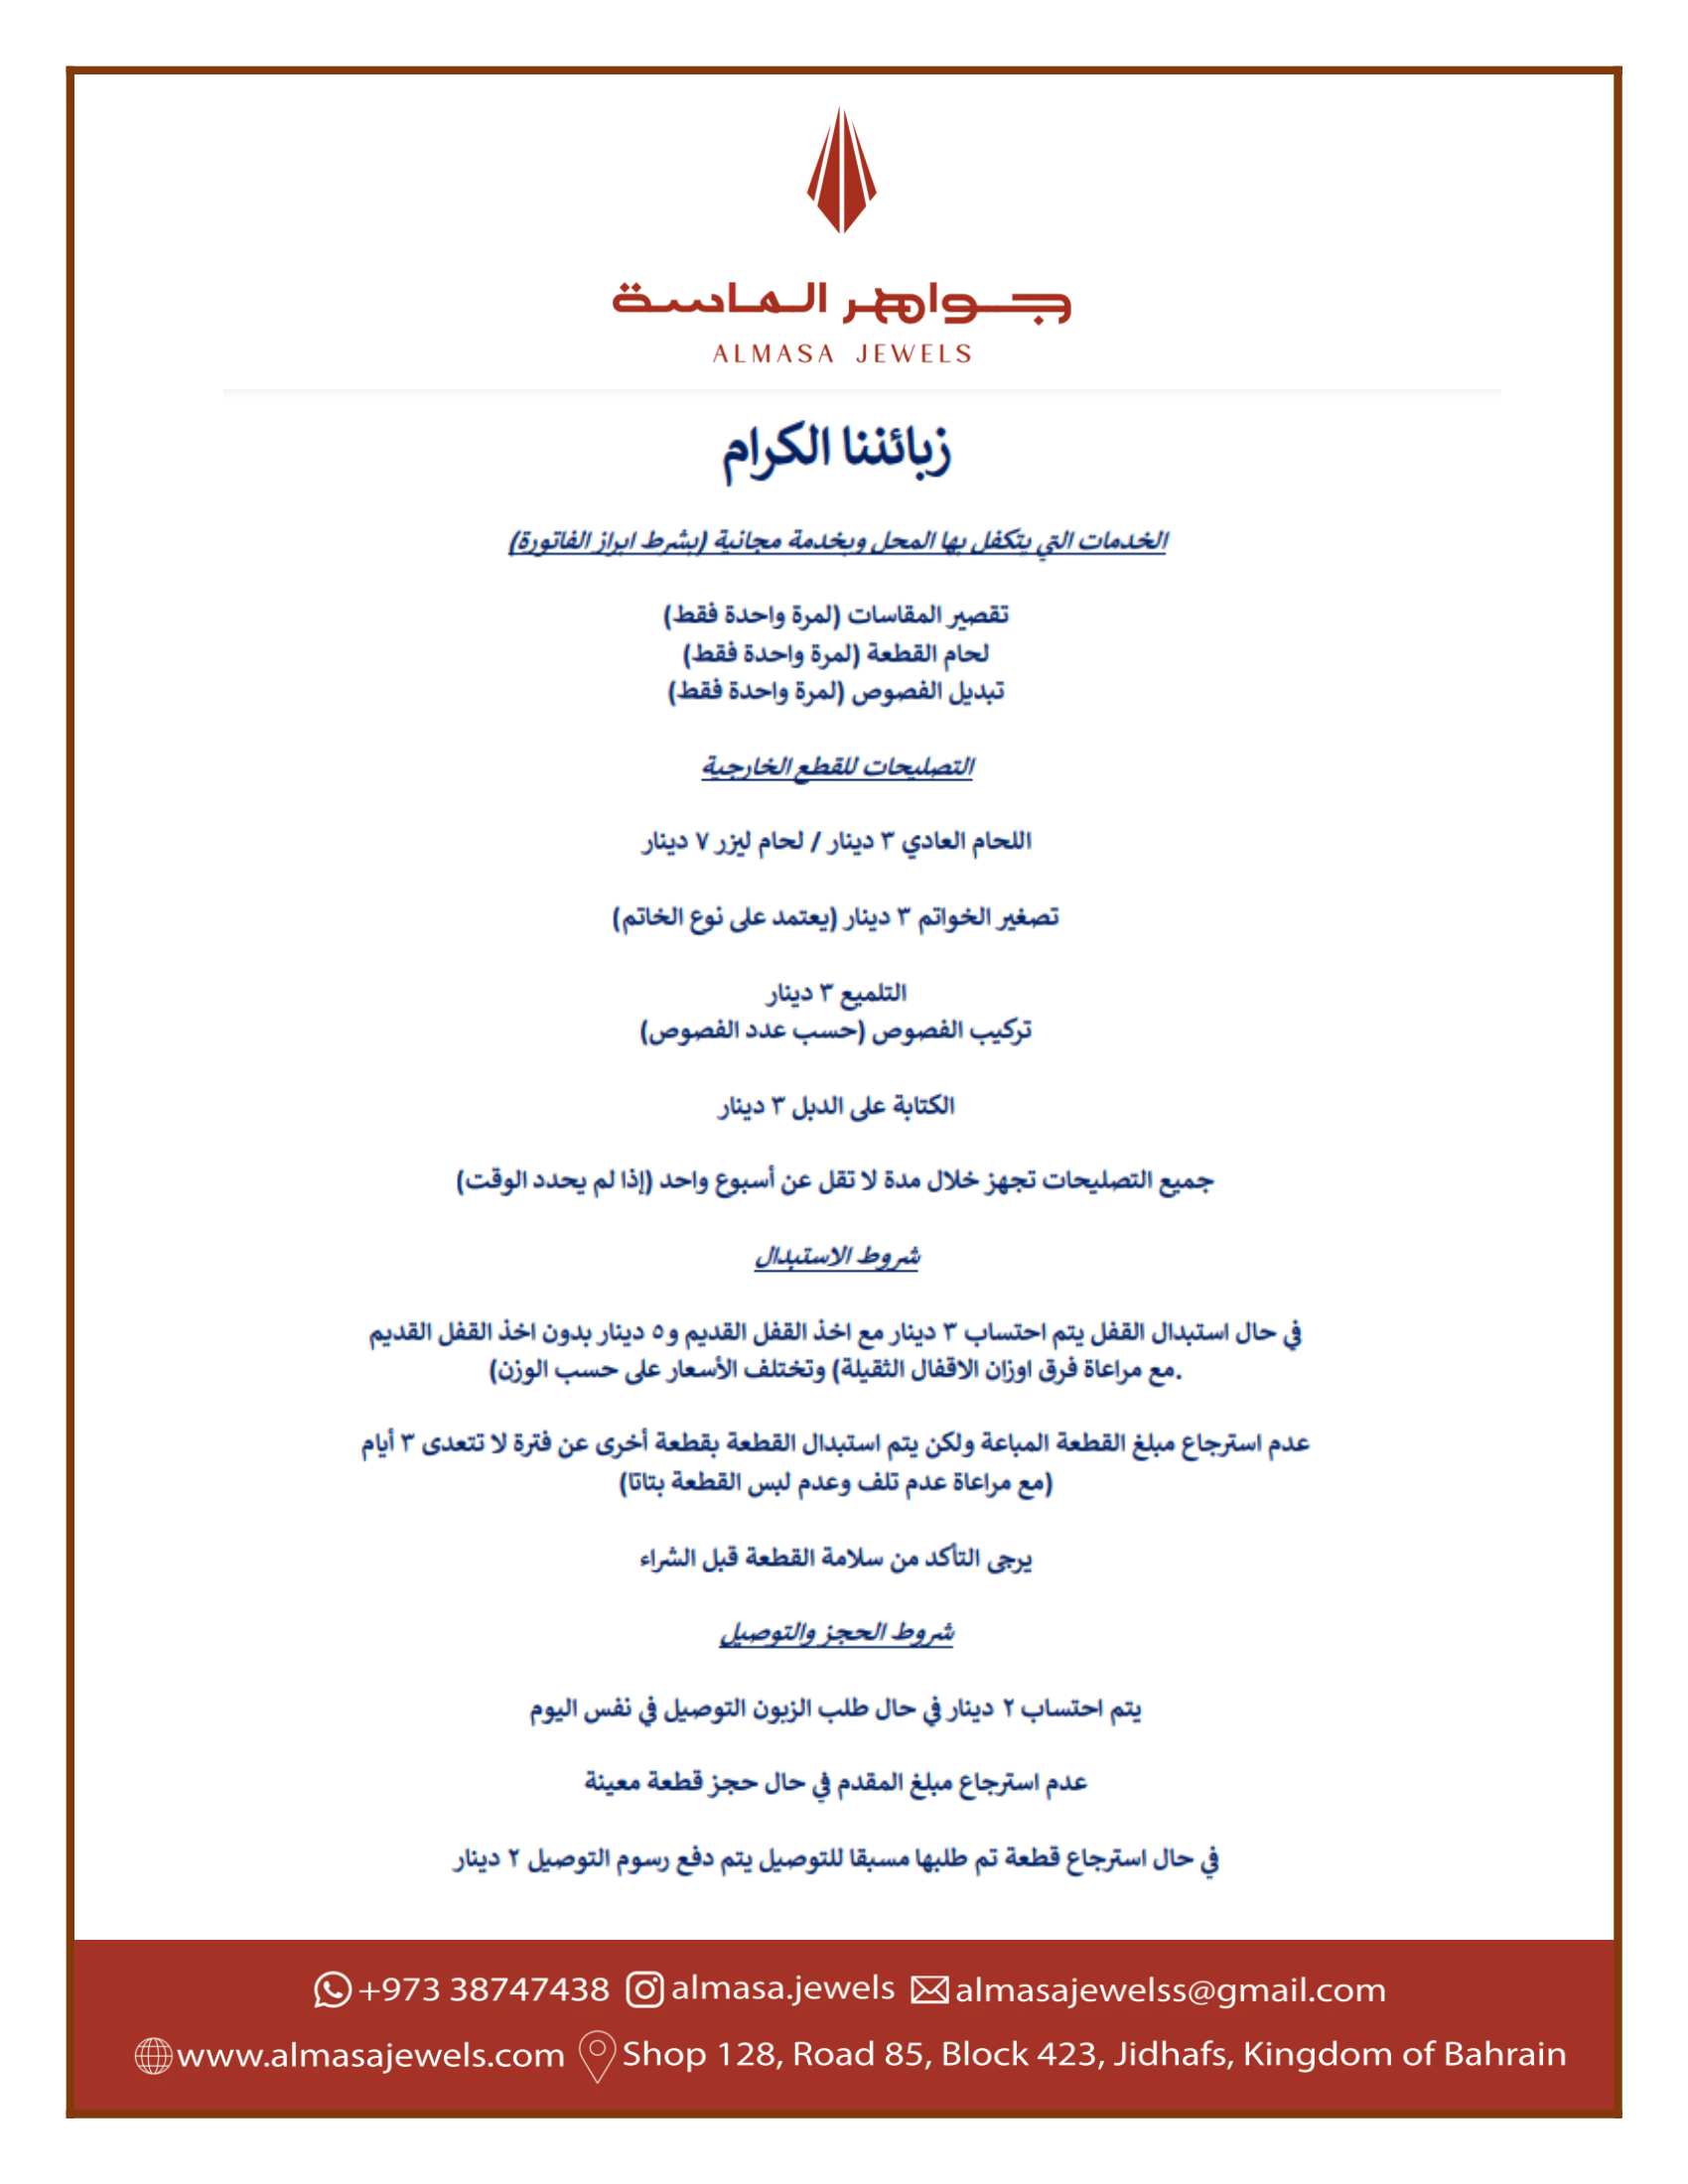 جواهر الماسة
ALMASA JEWELS
زبائننا الكرام
الخدمات التي يتكفل بها المحل وبخدمة مجانية (بشرط ابراز الفاتورة)
تقصير المقاسات (لمرة واحدة فقط)
لحام القطعة (لمرة واحدة فقط)
تبديل الفصوص (لمرة واحدة فقط)
التصليحات للقطع الخارجية
اللحام العادي ٣ دينار / لحام ليزر ٧ دينار
تصغير الخواتم ٣ دينار (يعتمد على نوع الخاتم)
التلميع ٣ دينار
تركيب الفصوص (حسب عدد الفصوص)
الكتابة على الدبل ٣ دينار
جميع التصليحات تجهز خلال مدة لا تقل عن أسبوع واحد (إذا لم يحدد الوقت)
شروط الاستبدال
في حال استبدال القفل يتم احتساب ٣ دينار مع اخذ القفل القديم و٥ دينار بدون اخذ القفل القديم
.مع مراعاة فرق اوزان الاقفال الثقيلة) وتختلف الأسعار على حسب الوزن)
عدم استرجاع مبلغ القطعة المباعة ولكن يتم استبدال القطعة بقطعة أخرى عن فترة لا تتعدى ٣ أيام
(مع مراعاة عدم تلف وعدم لبس القطعة بتاتا)
يرجى التأكد من سلامة القطعة قبل الشراء
شروط الحجز والتوصيل
يتم احتساب ٢ دينار في حال طلب الزبون التوصيل في نفس اليوم
عدم استرجاع مبلغ المقدم في حال حجز قطعة معينة
في حال استرجاع قطعة تم طلبها مسبقا للتوصيل يتم دفع رسوم التوصيل ٢ دينار
+973 38747438 almasa.jewels almasajewelss@gmail.com
www.almasajewels.com Shop 128, Road 85, Block 423, Jidhafs, Kingdom of Bahrain